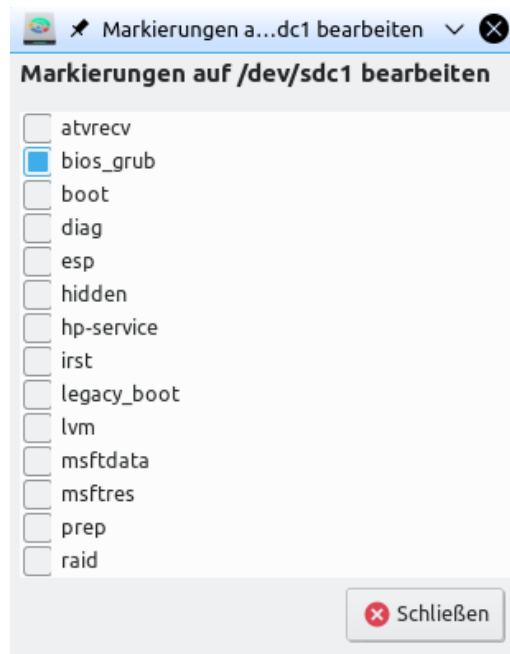 Markierungen a...dc1 bearbeiten
Markierungen auf /dev/sdc1 bearbeiten
atvrecv
bios_grub
boot
diag
esp
hidden
hp-service
irst
legacy_boot
lvm
msftdata
msftres
prep
raid
Schließen